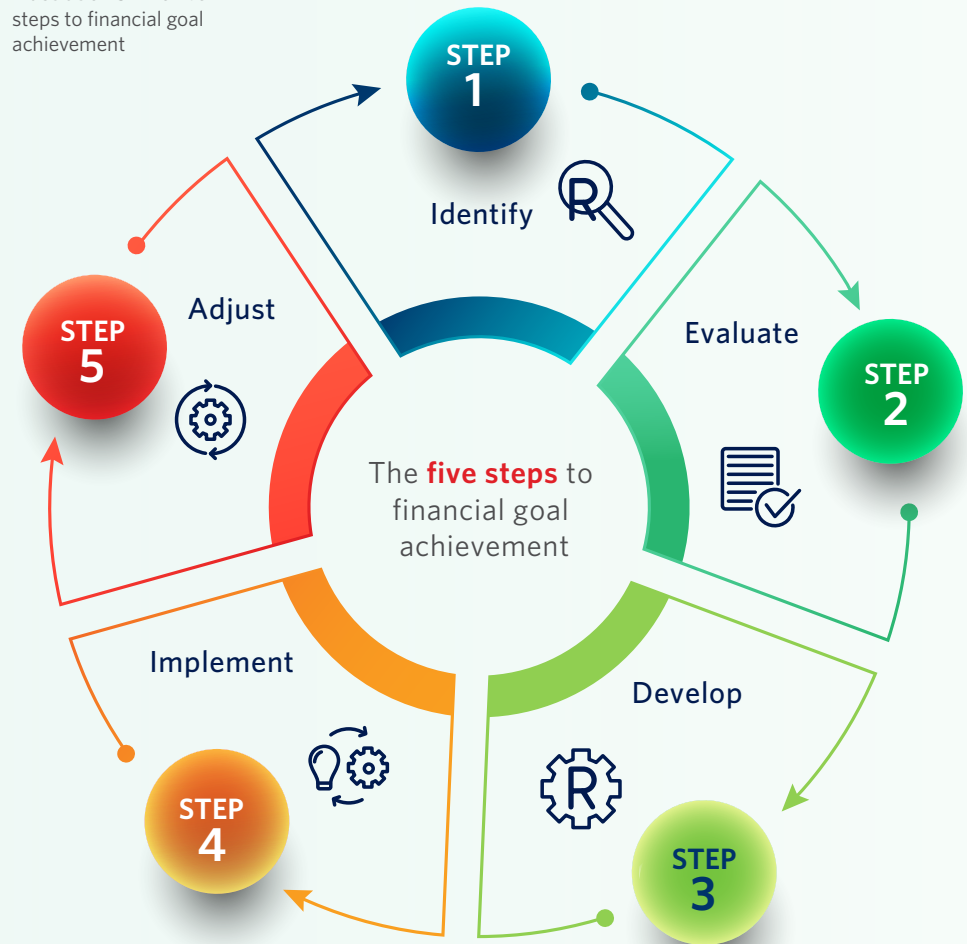 steps to financial goal
achievement
STEP
1
Identify
R
STEP
2
Evaluate
STEP
3
Develop
R
STEP
4
Implement
STEP
5
Adjust
The five steps to
financial goal
achievement